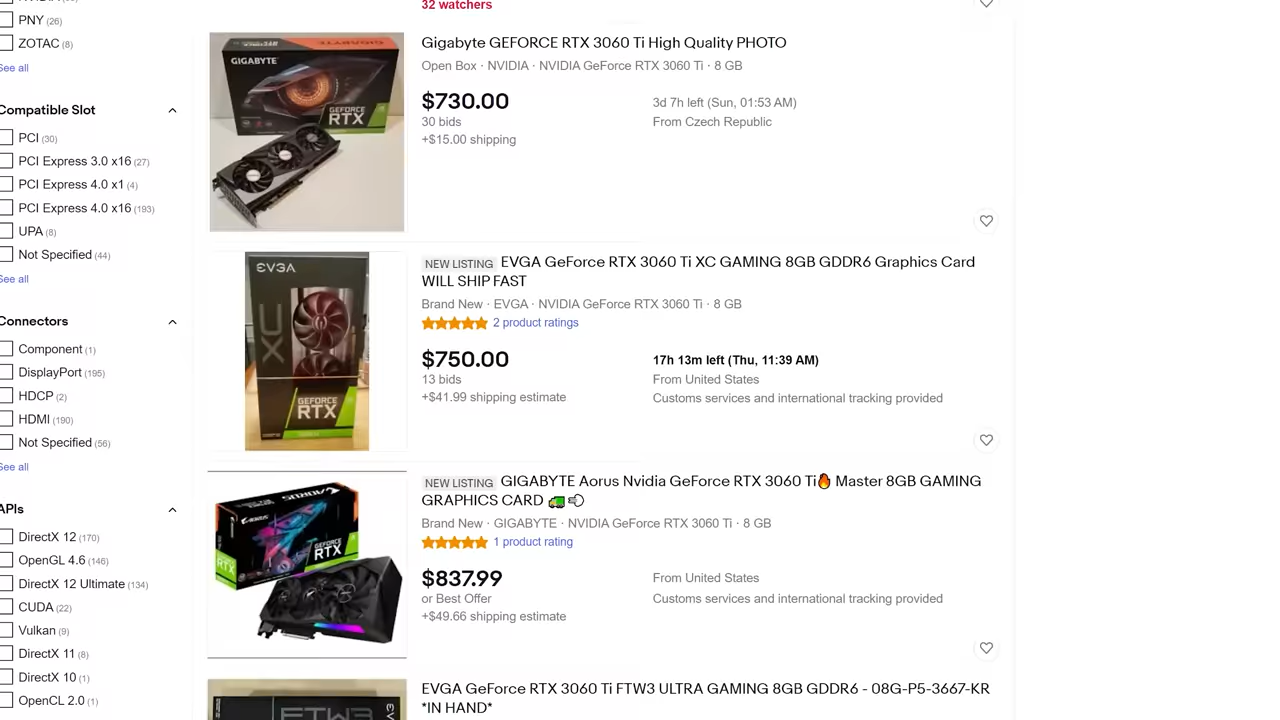 PNY (26)
ZOTAC (8)
See all
Compatible Slot
PCI (30)
PCI Express 3.0 x16 (27)
PCI Express 4.0 x1 (4)
PCI Express 4.0 x16 (193)
UPA (8)
Not Specified (44)
See all
Connectors
Component (1)
DisplayPort (195)
HDCP (2)
HDMI (190)
Not Specified (56)
See all
APIs
DirectX 12 (170)
OpenGL 4.6 (146)
DirectX 12 Ultimate (134)
CUDA (22)
Vulkan (9)
DirectX 11 (8)
DirectX 10 (1)
OpenCL 2.0 (1)
32 watchers
GIGABYTE
GEFORCE
RTX
Gigabyte GEFORCE RTX 3060 Ti High Quality PHOTO
Open Box · NVIDIA · NVIDIA GeForce RTX 3060 Ti · 8 GB
$730.00
30 bids
+$15.00 shipping
3d 7h left (Sun, 01:53 AM)
From Czech Republic
EVGA
XC
GEFORCE
RTX
NEW LISTING EVGA GeForce RTX 3060 Ti XC GAMING 8GB GDDR6 Graphics Card
WILL SHIP FAST
Brand New · EVGA · NVIDIA GeForce RTX 3060 Ti · 8 GB
2 product ratings
$750.00
13 bids
+$41.99 shipping estimate
17h 13m left (Thu, 11:39 AM)
From United States
Customs services and international tracking provided
AORUS
GEFORCE
RTX
RTX
NEW LISTING GIGABYTE Aorus Nvidia GeForce RTX 3060 Ti🔥 Master 8GB GAMING
GRAPHICS CARD 🚛💨
Brand New · GIGABYTE · NVIDIA GeForce RTX 3060 Ti · 8 GB
1 product rating
$837.99
or Best Offer
+$49.66 shipping estimate
From United States
Customs services and international tracking provided
FTW3
EVGA GeForce RTX 3060 Ti FTW3 ULTRA GAMING 8GB GDDR6 - 08G-P5-3667-KR
*IN HAND*